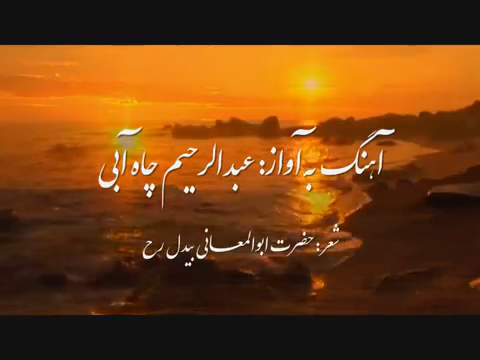 آهنگ به آواز: عبدالرحیم چاه آبی
شعر: حضرت ابوالمعانی بیدل رح